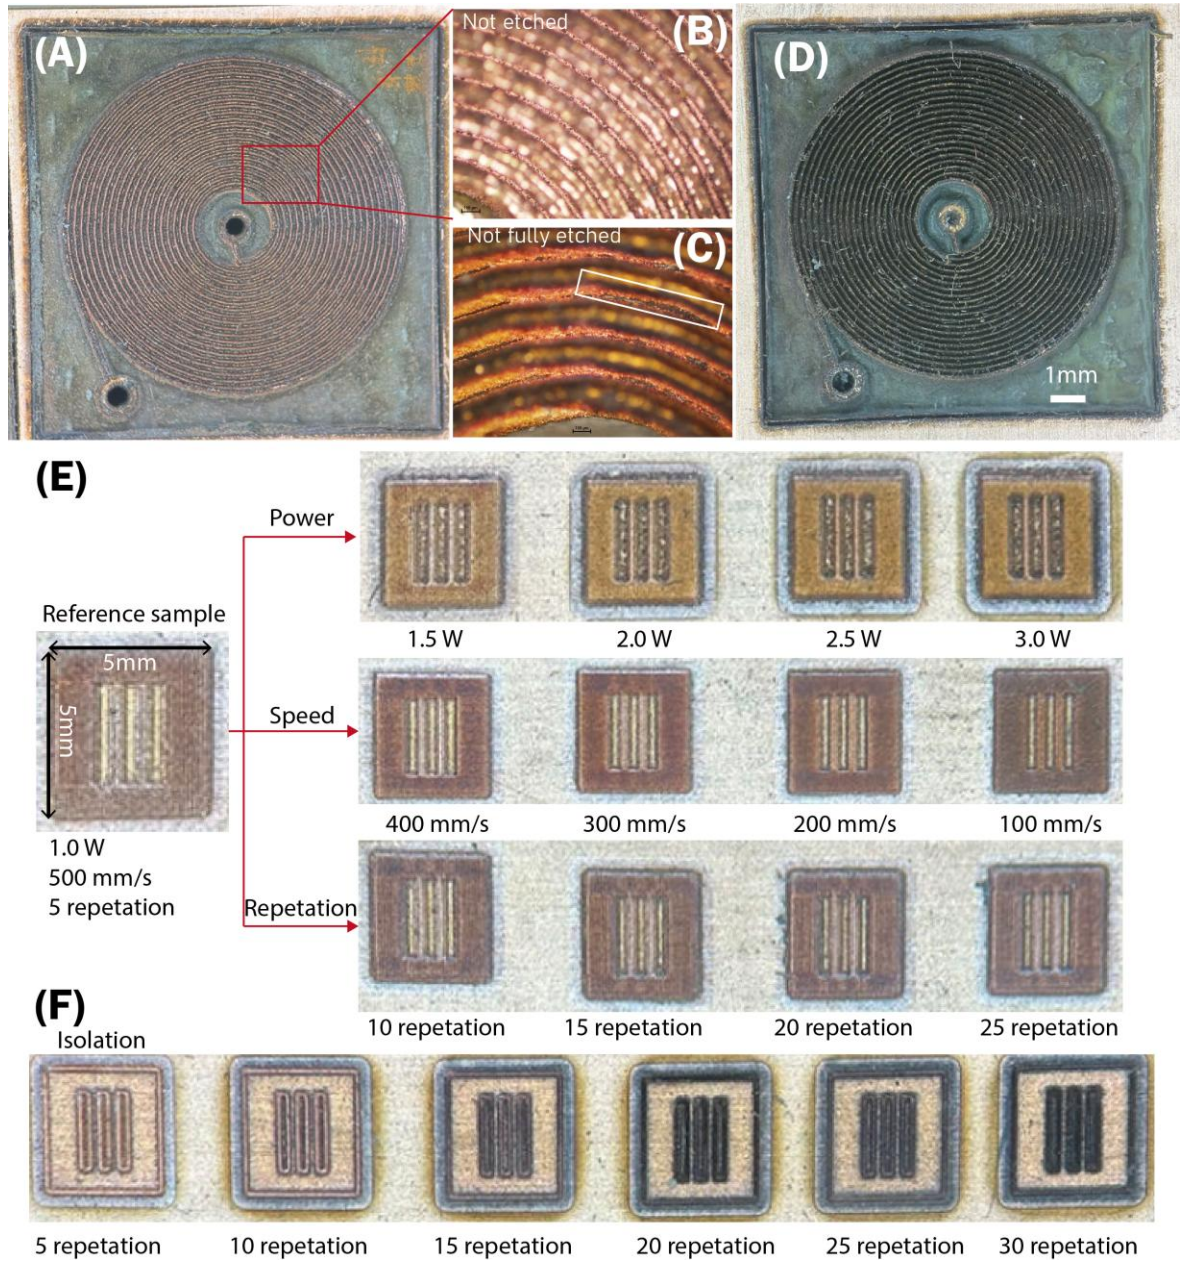 (A)
Not etched
(B)
Not fully etched
(C)
(D)
1mm
(E)
Power
1.5 W
2.0 W
2.5 W
3.0 W
Reference sample
5mm
5mm
1.0 W
500 mm/s
5 repetation
Speed
400 mm/s
300 mm/s
200 mm/s
100 mm/s
Repetation
10 repetation
15 repetation
20 repetation
25 repetation
(F)
Isolation
5 repetation
10 repetation
15 repetation
20 repetation
25 repetation
30 repetation